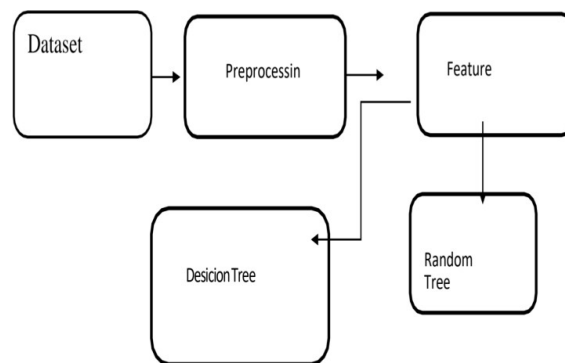 Dataset
Preprocessin
Feature
Desicion Tree
Random
Tree